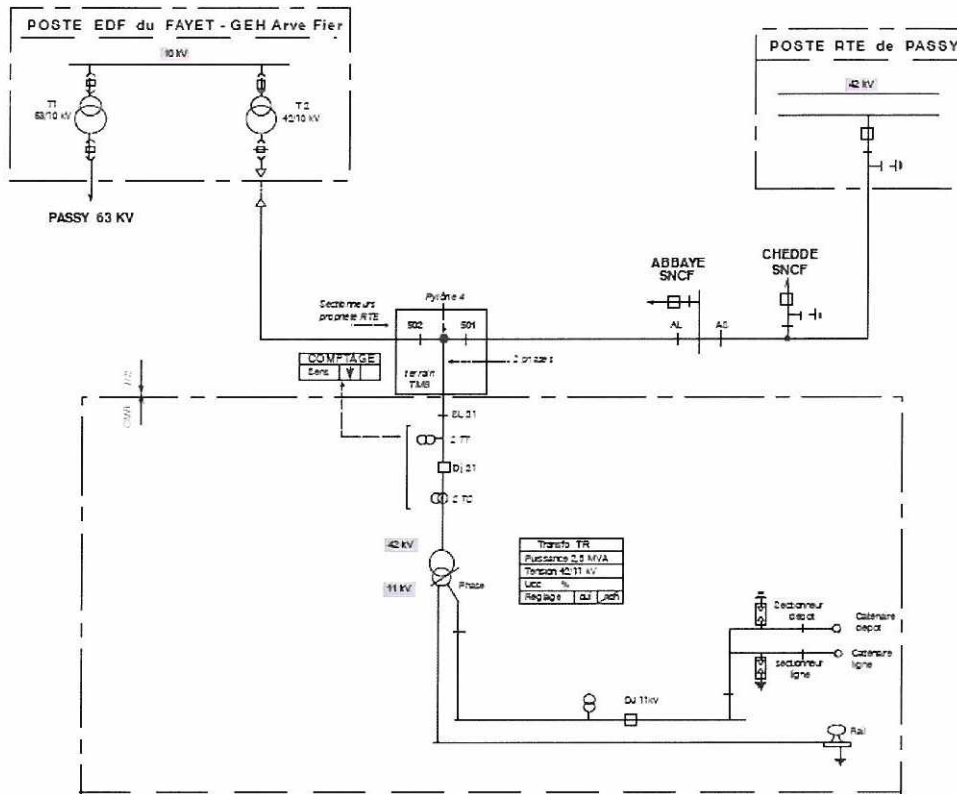 POSTE EDF du FAYET - GEH Arve Fier
10 kV
T1
63/10 kV
T2
42/10 kV
PASSY 63 KV
POSTE RTE de PASSY
42 kV
ABBAYE
SNCF
CHEDDE
SNCF
AL
AS
Sectionneurs
propriété RTE
Pylône 4
502
501
2 phases
terrain
TMB
COMPTAGE
Sens
SL 21
2 TT
Dj 21
2 TC
42 kV
11 kV
Phase
Transfo TR
Puissance 2,5 MVA
Tension 42/11 kV
Ucc %
Réglage oui non
Sectionneur
dépôt
Caténaire
dépôt
sectionneur
ligne
Caténaire
ligne
DJ 11kV
Rail